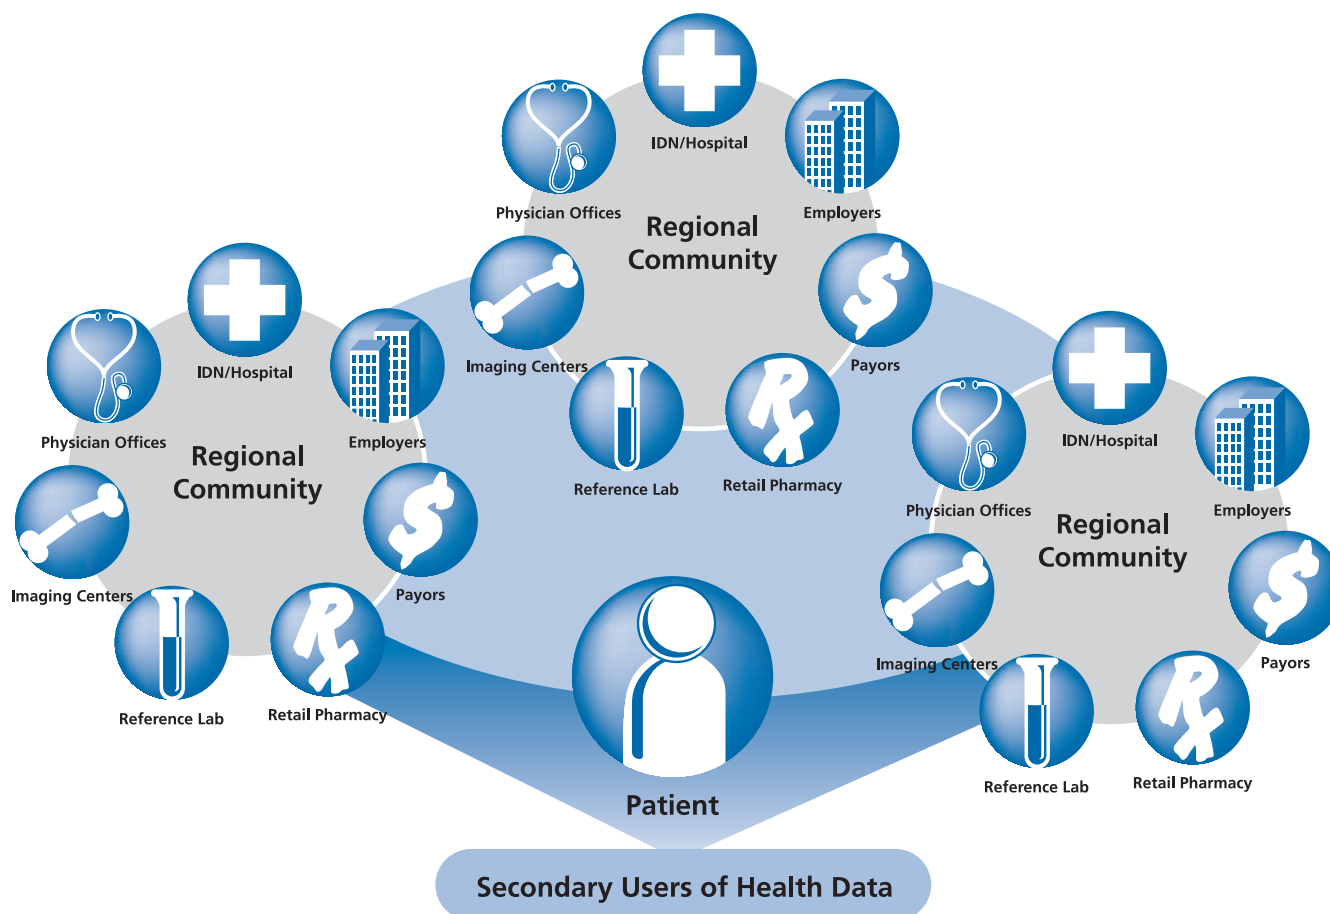 IDN/Hospital
Physician Offices
Employers
Regional
Community
Imaging Centers
Payors
Reference Lab
Retail Pharmacy
IDN/Hospital
Physician Offices
Employers
Regional
Community
Imaging Centers
Payors
Reference Lab
Retail Pharmacy
IDN/Hospital
Physician Offices
Employers
Regional
Community
Imaging Centers
Payors
Reference Lab
Retail Pharmacy
Patient
Secondary Users of Health Data